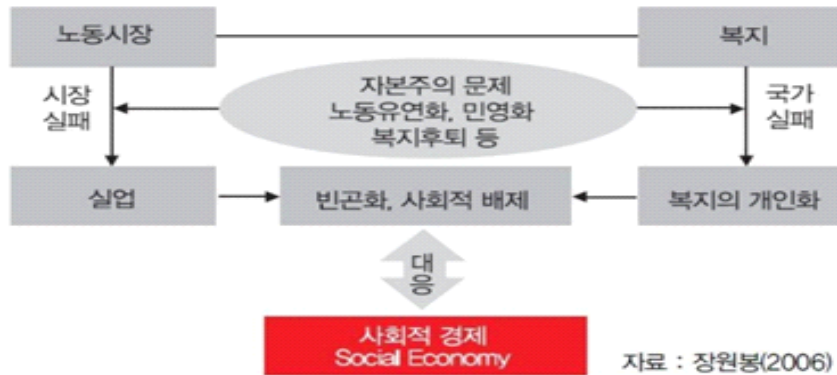 노동시장
복지
시장
실패
자본주의 문제
노동유연화, 민영화
복지후퇴 등
국가
실패
실업
빈곤화, 사회적 배제
복지의 개인화
대
응
사회적 경제
Social Economy
자료 : 장원봉(2006)